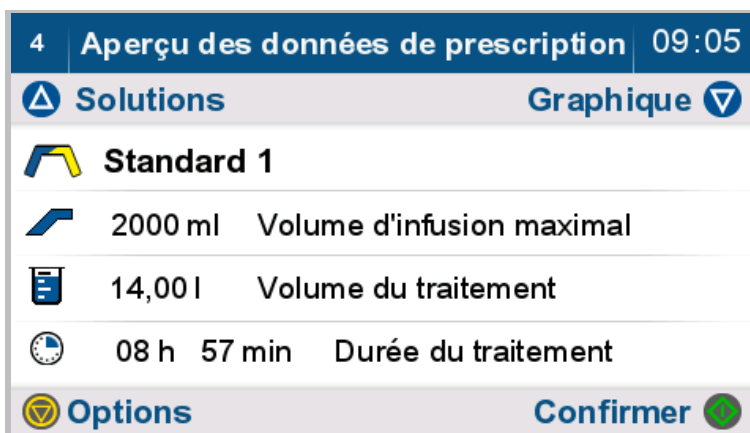 4 Aperçu des données de prescription 09:05
Solutions Graphique
Standard 1
2000 ml Volume d'infusion maximal
14,00 l Volume du traitement
08 h 57 min Durée du traitement
Options Confirmer